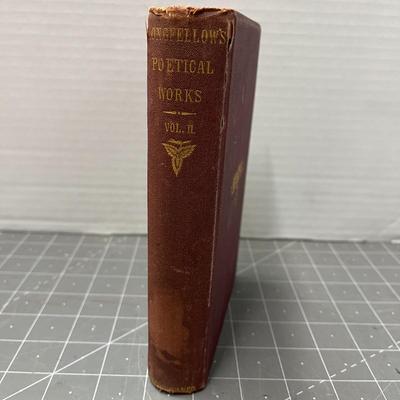 LONGFELLOW'S
POETICAL
WORKS
VOL. II.